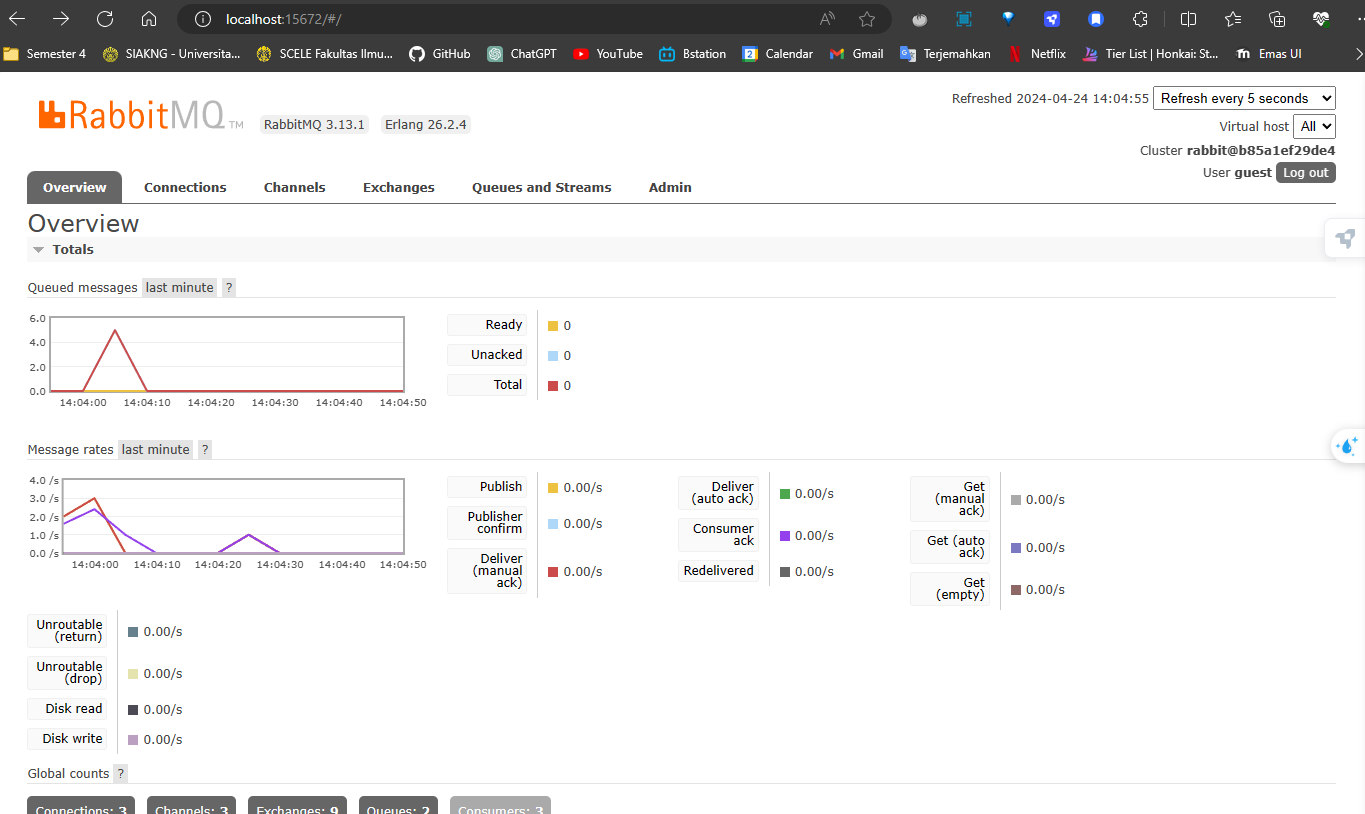 localhost:15672/#/
Semester 4 SIAKNG - Universita... SCELE Fakultas Ilmu... GitHub ChatGPT YouTube Bstation Calendar Gmail Terjemahkan Netflix Tier List | Honkai: St... Emas UI
RabbitMQ TM RabbitMQ 3.13.1 Erlang 26.2.4
Refreshed 2024-04-24 14:04:55 Refresh every 5 seconds
Virtual host All
Cluster rabbit@b85a1ef29de4
User guest Log out
Overview Connections Channels Exchanges Queues and Streams Admin
Overview
Totals
Queued messages last minute ?
6.0
4.0
2.0
0.0
14:04:00 14:04:10 14:04:20 14:04:30 14:04:40 14:04:50
Ready 0
Unacked 0
Total 0
Message rates last minute ?
4.0 /s
3.0 /s
2.0 /s
1.0 /s
0.0 /s
14:04:00 14:04:10 14:04:20 14:04:30 14:04:40 14:04:50
Publish 0.00/s
Publisher
confirm 0.00/s
Deliver
(manual
ack) 0.00/s
Deliver
(auto ack) 0.00/s
Consumer
ack 0.00/s
Redelivered 0.00/s
Get
(manual
ack) 0.00/s
Get (auto
ack) 0.00/s
Get
(empty) 0.00/s
Unroutable
(return) 0.00/s
Unroutable
(drop) 0.00/s
Disk read 0.00/s
Disk write 0.00/s
Global counts ?
Connections: 3 Channels: 3 Exchanges: 9 Queues: 2 Consumers: 3